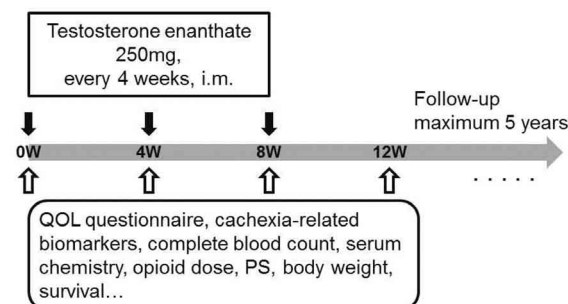 Testosterone enanthate
250mg,
every 4 weeks, i.m.
Follow-up
maximum 5 years
0W 4W 8W 12W
. . . . .
QOL questionnaire, cachexia-related
biomarkers, complete blood count, serum
chemistry, opioid dose, PS, body weight,
survival…